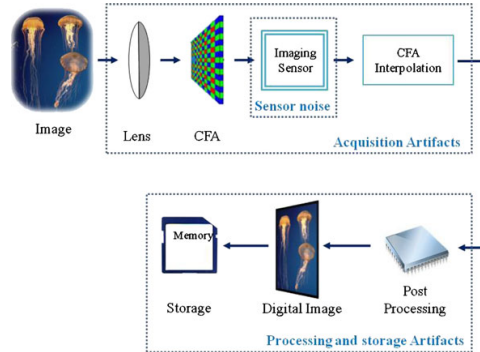 Image
Lens
CFA
Imaging
Sensor
Sensor noise
CFA
Interpolation
Acquisition Artifacts
Memory
Storage
Digital Image
Post
Processing
Processing and storage Artifacts